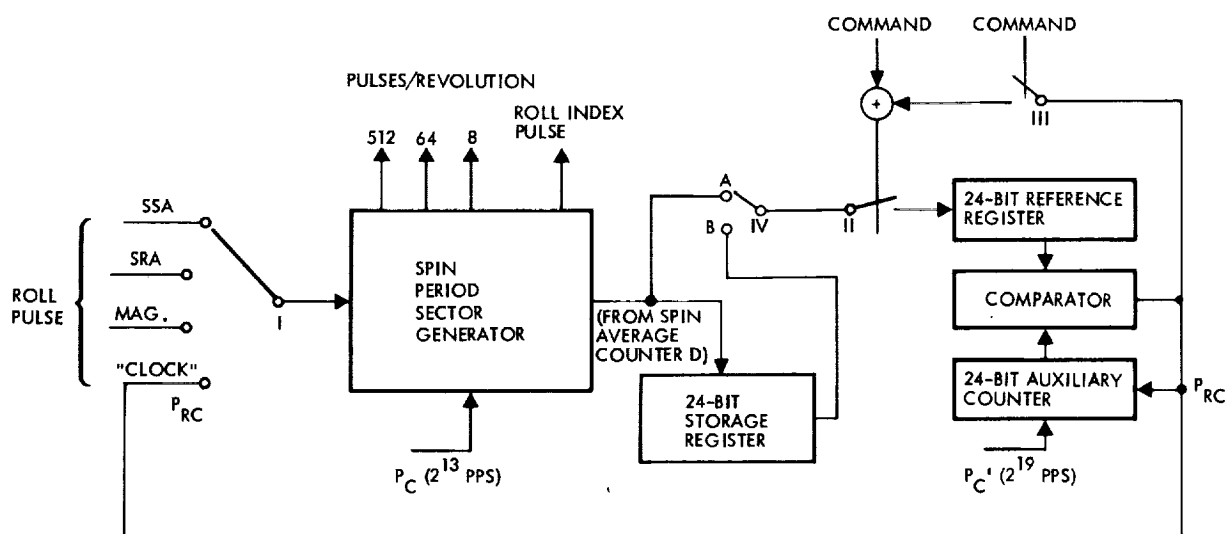 COMMAND
COMMAND
PULSES/REVOLUTION
ROLL INDEX
PULSE
512
64
8
+
III
SSA
SRA
MAG.
"CLOCK"
P_RC
ROLL
PULSE
I
SPIN
PERIOD
SECTOR
GENERATOR
P_C (2^13 PPS)
A
B
IV
II
(FROM SPIN
AVERAGE
COUNTER D)
24-BIT
STORAGE
REGISTER
24-BIT REFERENCE
REGISTER
COMPARATOR
24-BIT AUXILIARY
COUNTER
P_RC
P_C' (2^19 PPS)